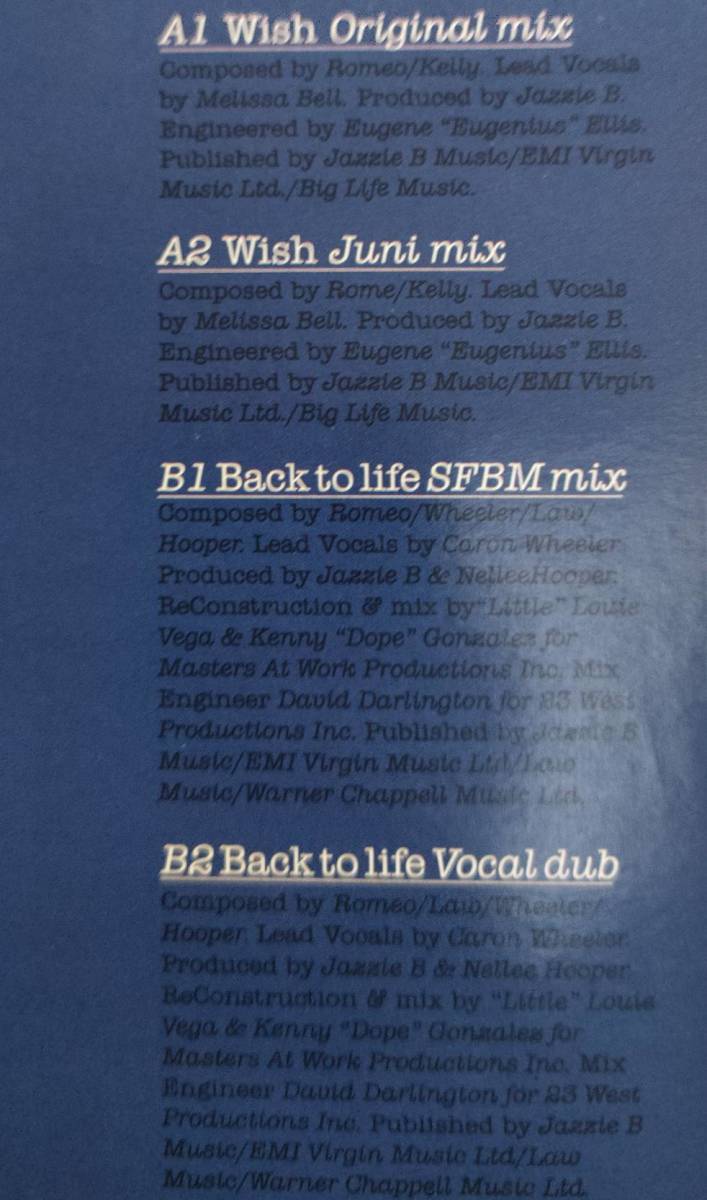 A1 Wish Original mix
Composed by Romeo/Kelly. Lead Vocals
by Melissa Bell. Produced by Jazzie B.
Engineered by Eugene "Eugenius" Ellis.
Published by Jazzie B Music/EMI Virgin
Music Ltd./Big Life Music.
A2 Wish Juni mix
Composed by Rome/Kelly. Lead Vocals
by Melissa Bell. Produced by Jazzie B.
Engineered by Eugene "Eugenius" Ellis.
Published by Jazzie B Music/EMI Virgin
Music Ltd./Big Life Music.
B1 Back to life SFBM mix
Composed by Romeo/Wheeler/Law/
Hooper. Lead Vocals by Caron Wheeler
Produced by Jazzie B & NelleeHooper.
ReConstruction & mix by"Little" Louie
Vega & Kenny "Dope" Gonzalez for
Masters At Work Productions Inc. Mix
Engineer David Darlington for 23 West
Productions Inc. Published by Jazzie B
Music/EMI Virgin Music Ltd/Law
Music/Warner Chappell Music Ltd.
B2 Back to life Vocal dub
Composed by Romeo/Law/Wheeler/
Hooper. Lead Vocals by Caron Wheeler
Produced by Jazzie B & Nellee Hooper
ReConstruction & mix by "Little" Louie
Vega & Kenny "Dope" Gonzalez for
Masters At Work Productions Inc. Mix
Engineer David Darlington for 23 West
Productions Inc. Published by Jazzie B
Music/EMI Virgin Music Ltd/Law
Music/Warner Chappell Music Ltd.